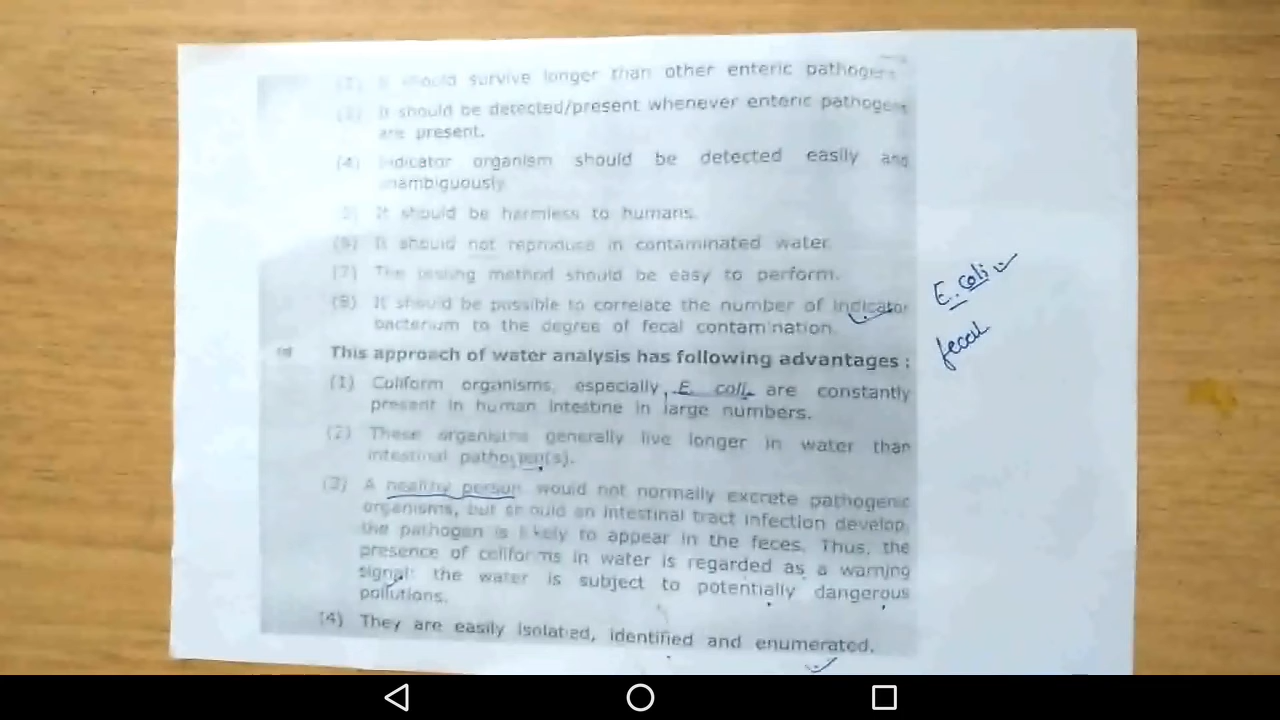 (2) It should survive longer than other enteric pathogens
(3) It should be detected/present whenever enteric pathogens
are present.
(4) Indicator organism should be detected easily and
unambiguously
5) It should be harmless to humans.
(6) It should not reproduce in contaminated water
(7) The testing method should be easy to perform.
(8) It should be possible to correlate the number of indicator
bacterium to the degree of fecal contamination.
E. coli
fecal
This approach of water analysis has following advantages :
(1) Coliform organisms, especially, E. coli, are constantly
present in human intestine in large numbers.
(2) These organisms generally live longer in water than
intestinal pathogen(s).
(3) A healthy person would not normally excrete pathogenic
organisms, but should an intestinal tract infection develop,
the pathogen is likely to appear in the feces. Thus, the
presence of coliforms in water is regarded as a warning
signal: the water is subject to potentially dangerous
pollutions.
(4) They are easily isolated, identified and enumerated.